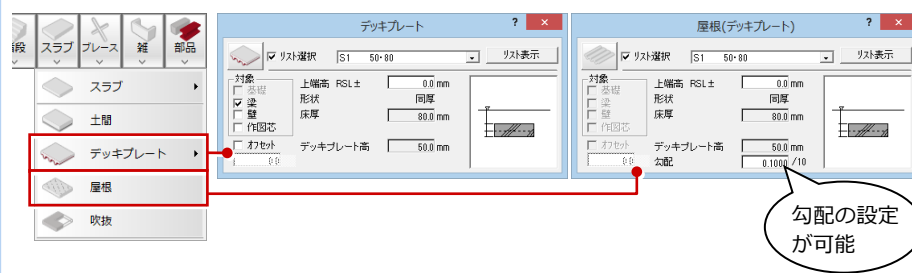 段
スラブ
ブレース
雑
部品
スラブ
土間
デッキプレート
屋根
吹抜
デッキプレート
? ×
リスト選択
S1 50・80
リスト表示
対象
基礎
梁
壁
作図芯
オフセット
0.0
上端高 RSL±
0.0 mm
形状
同厚
床厚
80.0 mm
デッキプレート高
50.0 mm
屋根(デッキプレート)
? ×
リスト選択
S1 50・80
リスト表示
対象
基礎
梁
壁
作図芯
オフセット
0.0
上端高 RSL±
0.0 mm
形状
同厚
床厚
80.0 mm
デッキプレート高
50.0 mm
勾配
0.1000 /10
勾配の設定
が可能